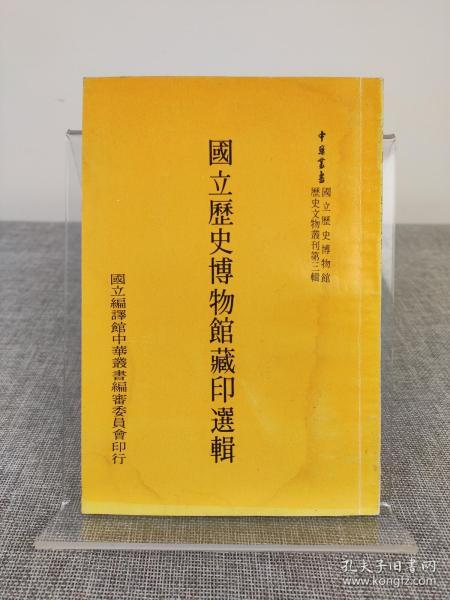 中華叢書
國立歷史博物館
歷史文物叢刊第三輯
國立歷史博物館藏印選輯
國立編譯館中華叢書編審委員會印行
孔夫子旧书网
www.kongfz.com